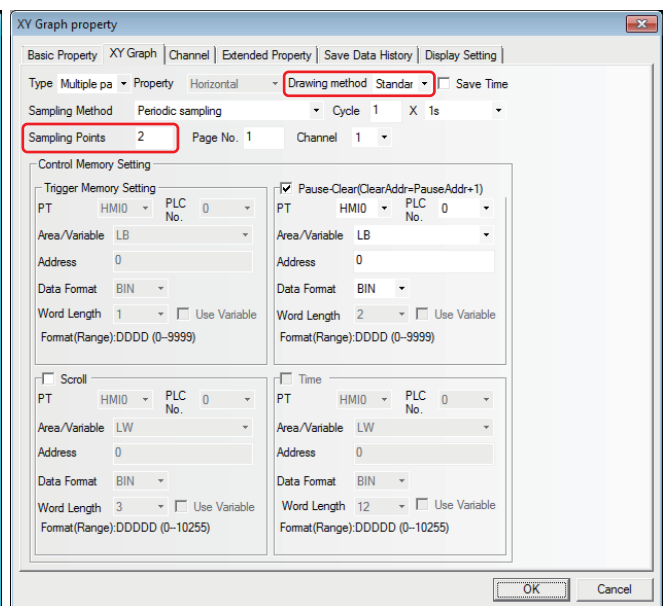 XY Graph property
Basic Property XY Graph Channel Extended Property Save Data History Display Setting
Type Multiple pa Property Horizontal Drawing method Standar Save Time
Sampling Method Periodic sampling Cycle 1 X 1s
Sampling Points 2 Page No. 1 Channel 1
Control Memory Setting
Trigger Memory Setting
PT HMI0 PLC No. 0
Area/Variable LB
Address 0
Data Format BIN
Word Length 1 Use Variable
Format(Range):DDDD (0--9999)
Pause-Clear(ClearAddr=PauseAddr+1)
PT HMI0 PLC No. 0
Area/Variable LB
Address 0
Data Format BIN
Word Length 2 Use Variable
Format(Range):DDDD (0--9999)
Scroll
PT HMI0 PLC No. 0
Area/Variable LW
Address 0
Data Format BIN
Word Length 3 Use Variable
Format(Range):DDDDD (0--10255)
Time
PT HMI0 PLC No. 0
Area/Variable LW
Address 0
Data Format BIN
Word Length 12 Use Variable
Format(Range):DDDDD (0--10255)
OK Cancel